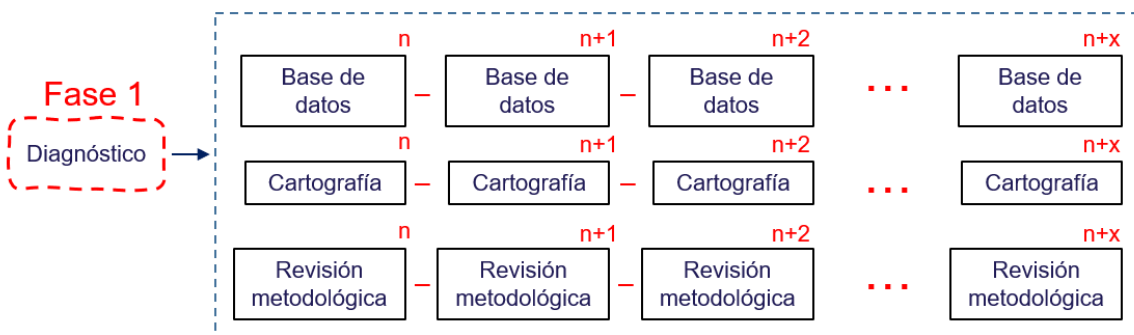 Fase 1
Diagnóstico
n n+1 n+2 n+x
Base de datos – Base de datos – Base de datos ... Base de datos
n n+1 n+2 n+x
Cartografía – Cartografía – Cartografía ... Cartografía
n n+1 n+2 n+x
Revisión metodológica – Revisión metodológica – Revisión metodológica ... Revisión metodológica